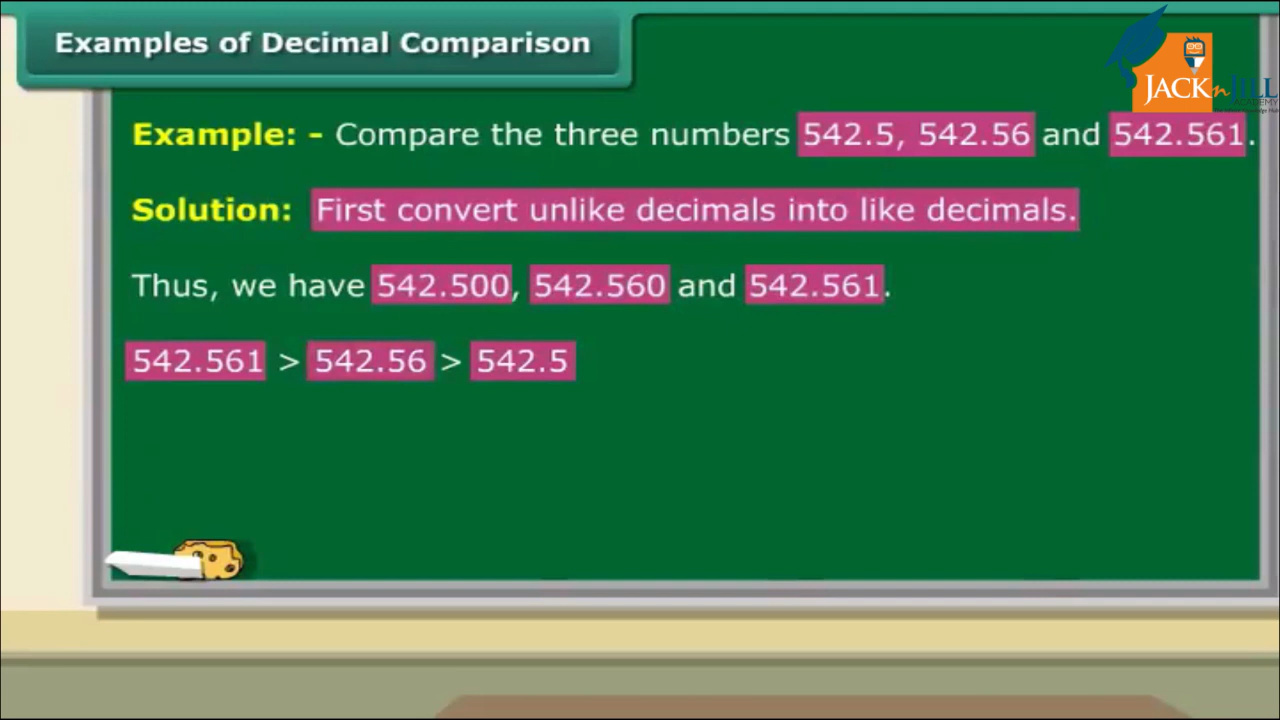 Examples of Decimal Comparison
JACKnJILL
ACADEMY
Example: - Compare the three numbers 542.5, 542.56 and 542.561.
Solution: First convert unlike decimals into like decimals.
Thus, we have 542.500, 542.560 and 542.561.
542.561 > 542.56 > 542.5